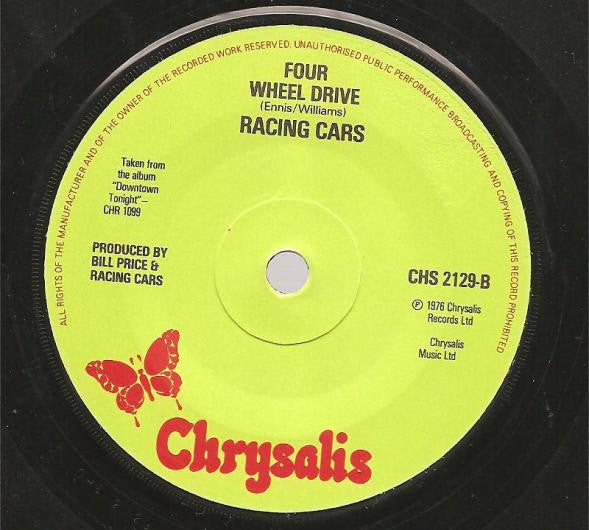 ALL RIGHTS OF THE MANUFACTURER AND OF THE OWNER OF THE RECORDED WORK RESERVED. UNAUTHORISED PUBLIC PERFORMANCE BROADCASTING AND COPYING OF THIS RECORD PROHIBITED
FOUR
WHEEL DRIVE
(Ennis/Williams)
RACING CARS
Taken from
the album
"Downtown
Tonight"–
CHR 1099
PRODUCED BY
BILL PRICE &
RACING CARS
CHS 2129-B
Ⓟ 1976 Chrysalis
Records Ltd
Chrysalis
Music Ltd
Chrysalis